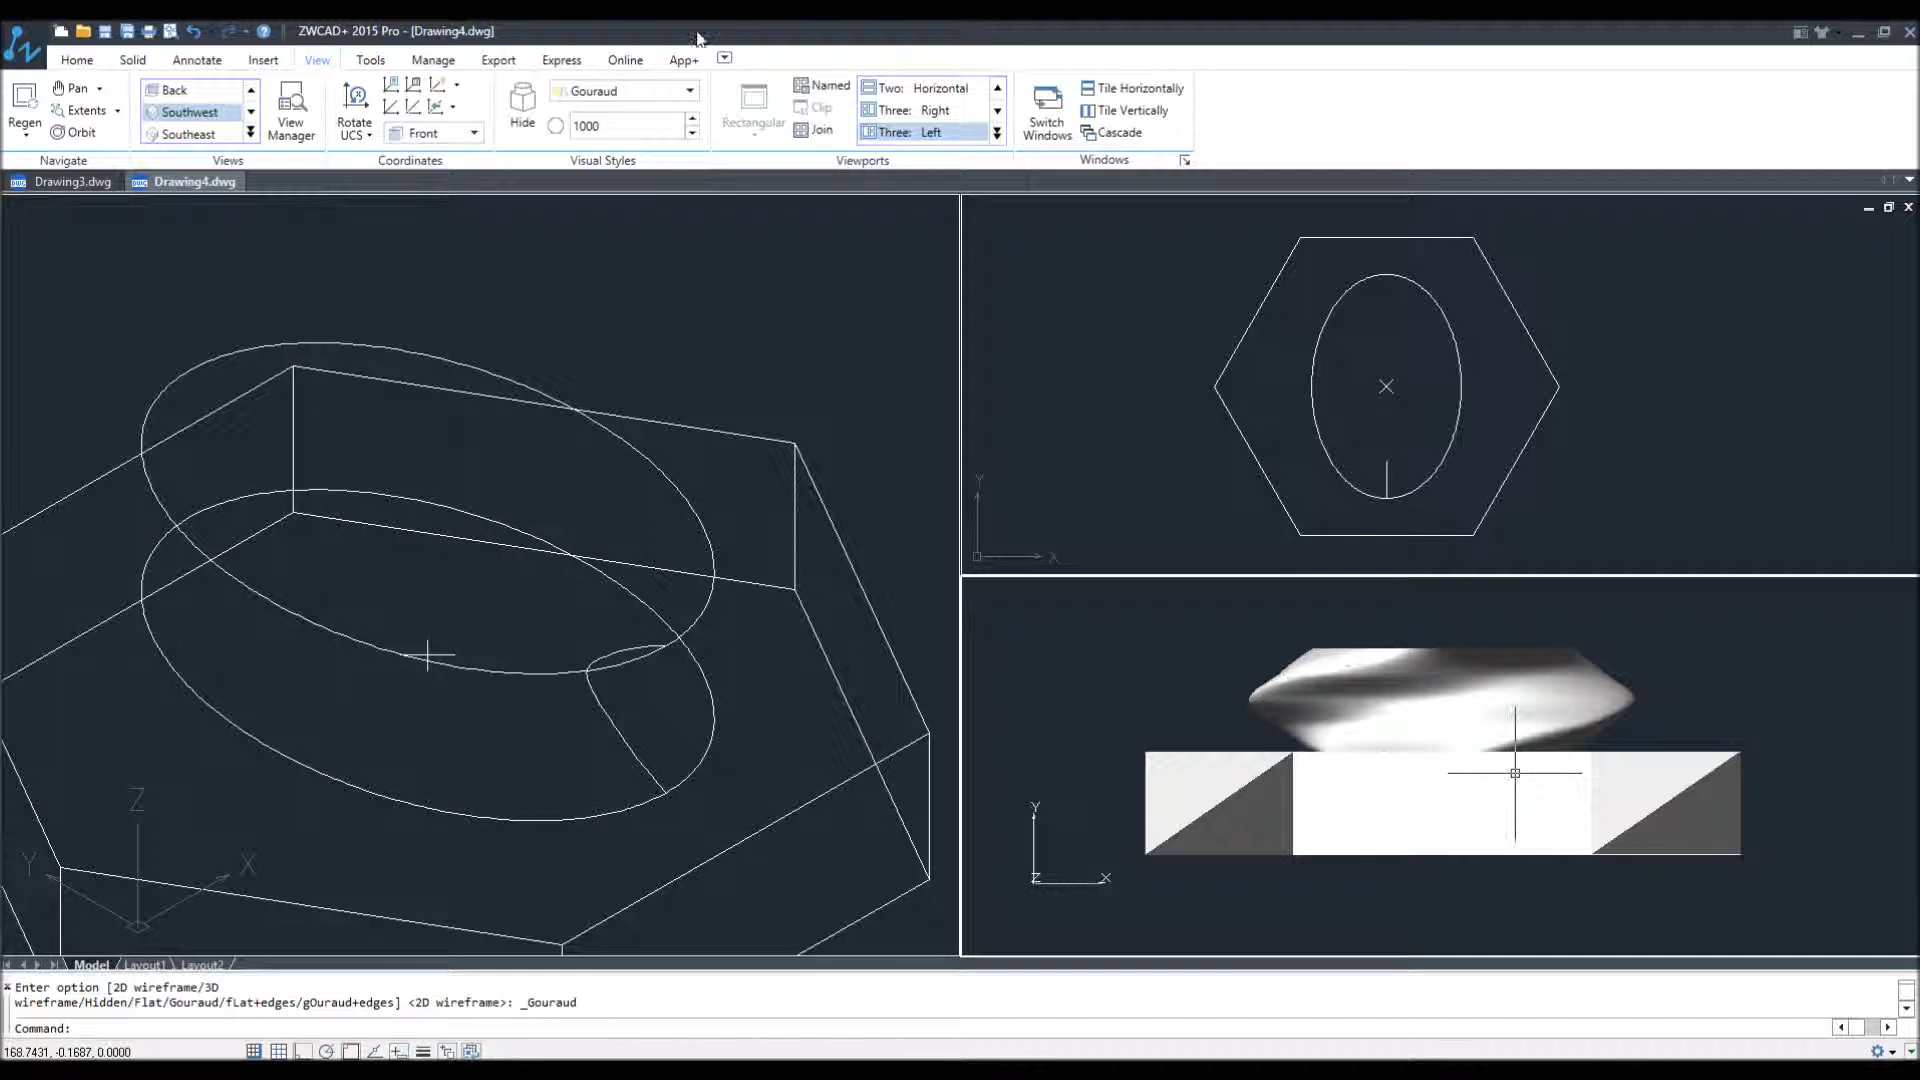 ZWCAD+ 2015 Pro - [Drawing4.dwg]
Home Solid Annotate Insert View Tools Manage Export Express Online App+
Regen
Pan
Extents
Orbit
Navigate
Back
Southwest
Southeast
View Manager
Views
Rotate UCS
Front
Coordinates
Hide
Gouraud
1000
Visual Styles
Rectangular
Named
Clip
Join
Two: Horizontal
Three: Right
Three: Left
Viewports
Switch Windows
Tile Horizontally
Tile Vertically
Cascade
Windows
Drawing3.dwg Drawing4.dwg
Z
Y
X
Y
X
Y
Z
X
Model Layout1 Layout2
Enter option [2D wireframe/3D
wireframe/Hidden/Flat/Gouraud/fLat+edges/gOuraud+edges] <2D wireframe>: _Gouraud
Command:
168.7431, -0.1687, 0.0000